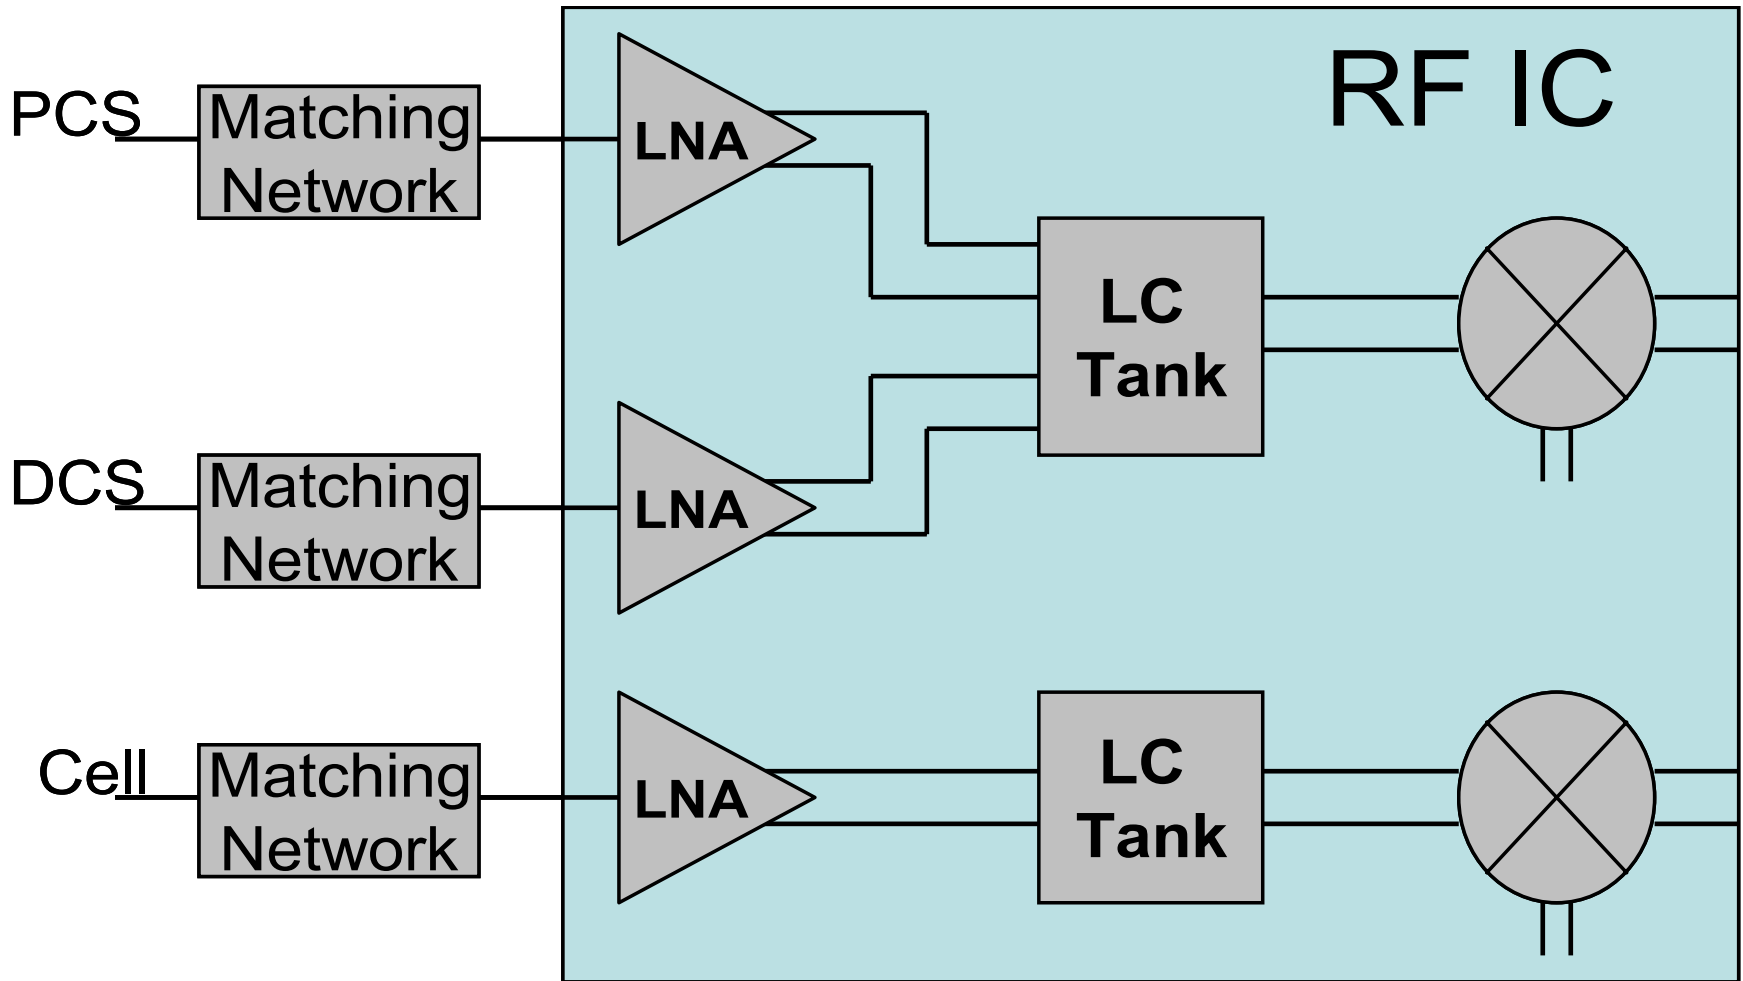 RF IC
PCS
Matching
Network
LNA
LC
Tank
DCS
Matching
Network
LNA
Cell
Matching
Network
LNA
LC
Tank